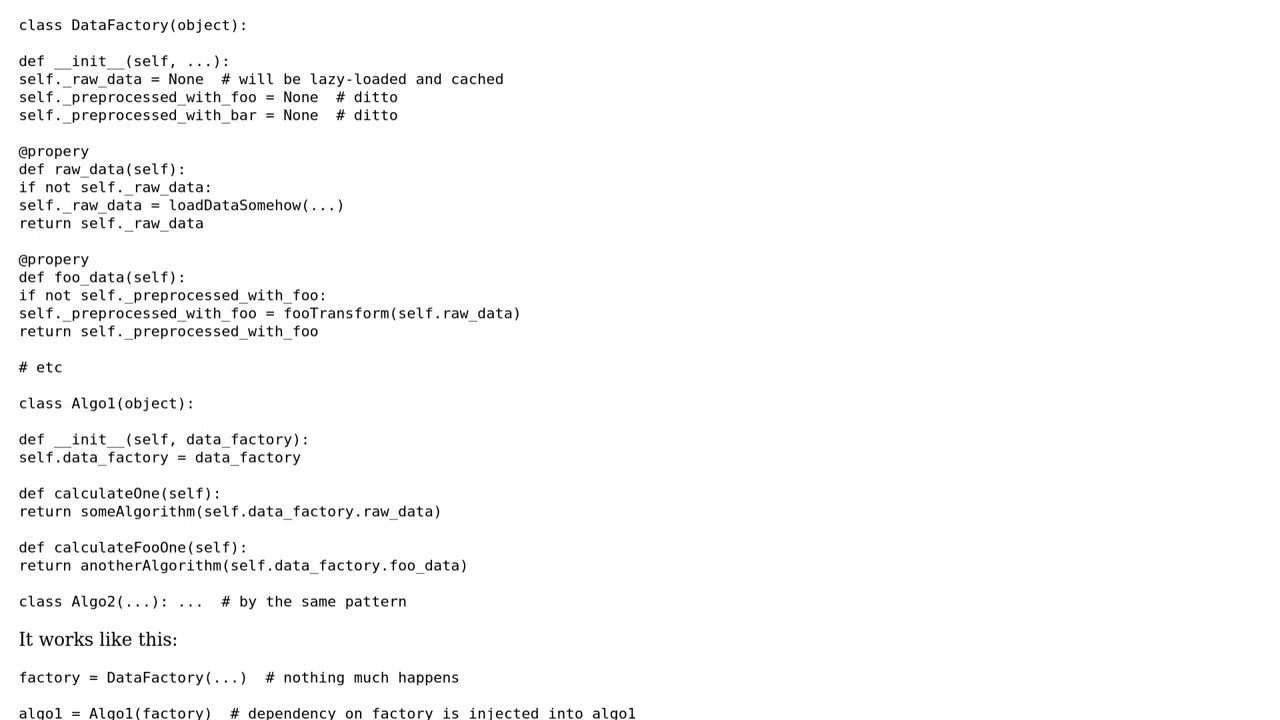 class DataFactory(object):
def __init__(self, ...):
self._raw_data = None  # will be lazy-loaded and cached
self._preprocessed_with_foo = None  # ditto
self._preprocessed_with_bar = None  # ditto
@propery
def raw_data(self):
if not self._raw_data:
self._raw_data = loadDataSomehow(...)
return self._raw_data
@propery
def foo_data(self):
if not self._preprocessed_with_foo:
self._preprocessed_with_foo = fooTransform(self.raw_data)
return self._preprocessed_with_foo
# etc
class Algo1(object):
def __init__(self, data_factory):
self.data_factory = data_factory
def calculateOne(self):
return someAlgorithm(self.data_factory.raw_data)
def calculateFooOne(self):
return anotherAlgorithm(self.data_factory.foo_data)
class Algo2(...): ...  # by the same pattern
It works like this:
factory = DataFactory(...)  # nothing much happens
algo1 = Algo1(factory)  # dependency on factory is injected into algo1